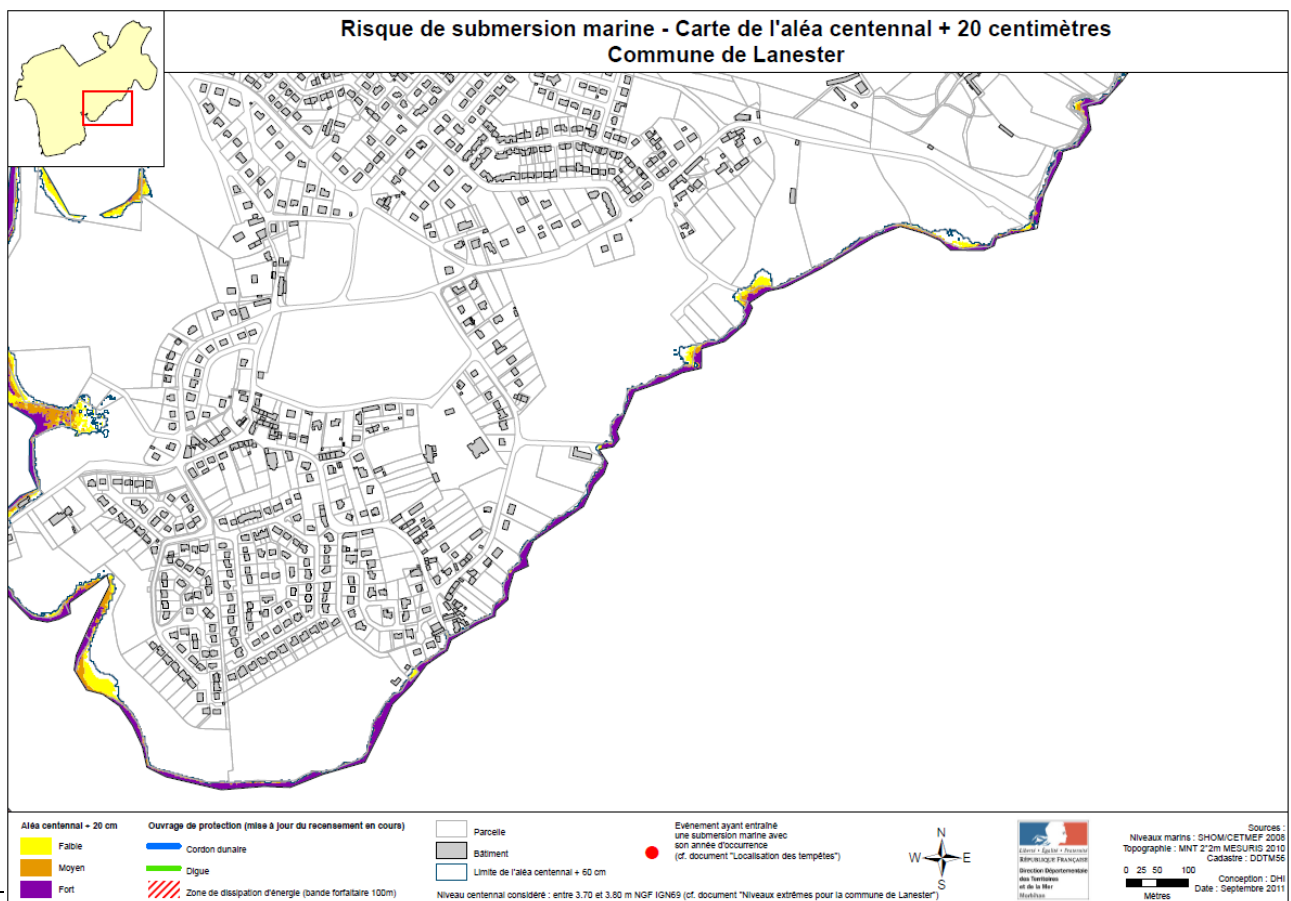 Risque de submersion marine - Carte de l'aléa centennal + 20 centimètres
Commune de Lanester
Aléa centennal + 20 cm
Faible
Moyen
Fort
Ouvrage de protection (mise à jour du recensement en cours)
Cordon dunaire
Digue
Zone de dissipation d'énergie (bande forfaitaire 100m)
Parcelle
Bâtiment
Limite de l'aléa centennal + 60 cm
Evénement ayant entraîné
une submersion marine avec
son année d'occurrence
(cf. document "Localisation des tempêtes")
Niveau centennal considéré : entre 3.70 et 3.80 m NGF IGN69 (cf. document "Niveaux extrêmes pour la commune de Lanester")
N
W
E
S
Liberté • Égalité • Fraternité
RÉPUBLIQUE FRANÇAISE
Direction Départementale
des Territoires
et de la Mer
Morbihan
Sources :
Niveaux marins : SHOM/CETMEF 2008
Topographie : MNT 2*2m MESURIS 2010
Cadastre : DDTM56
0 25 50 100
Mètres
Conception : DHI
Date : Septembre 2011